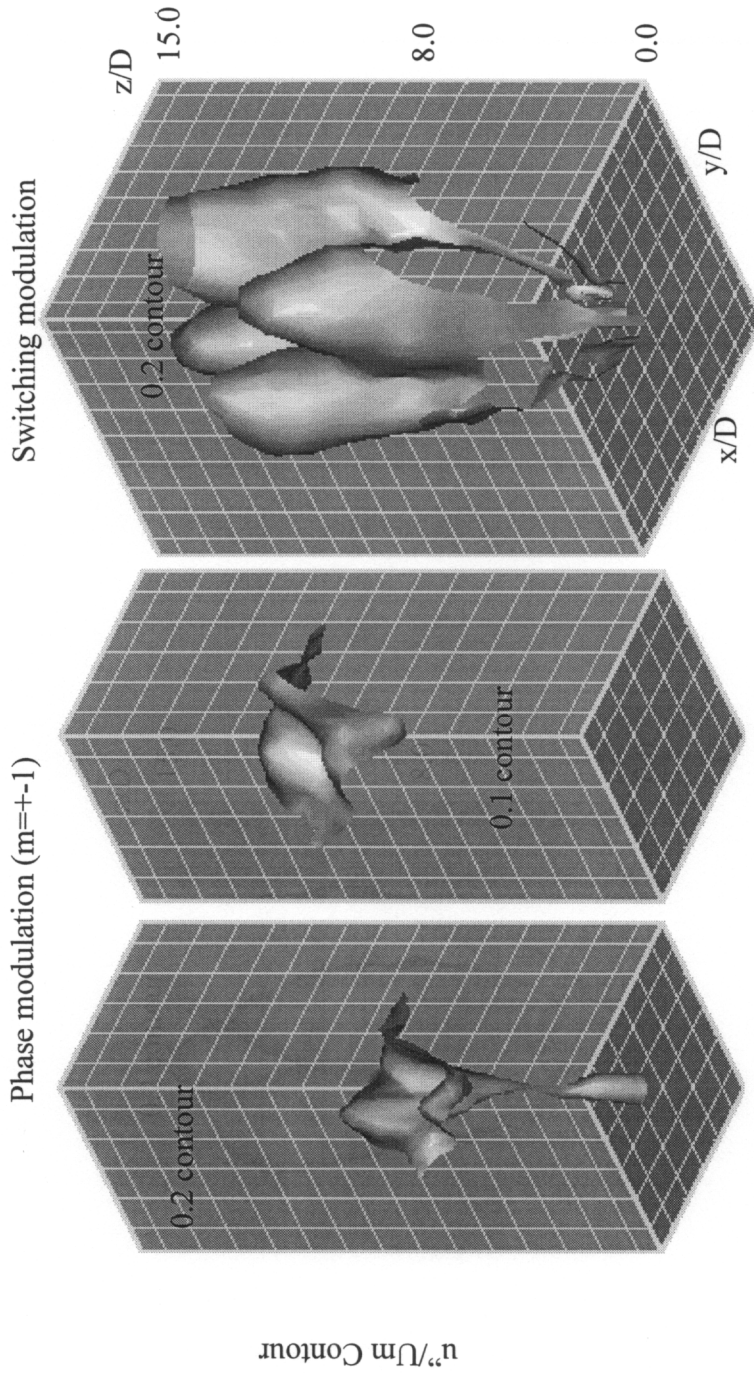 Phase modulation (m=+-1)
Switching modulation
u”/Um Contour
0.2 contour
0.1 contour
0.2 contour
z/D
15.0
8.0
0.0
x/D
y/D